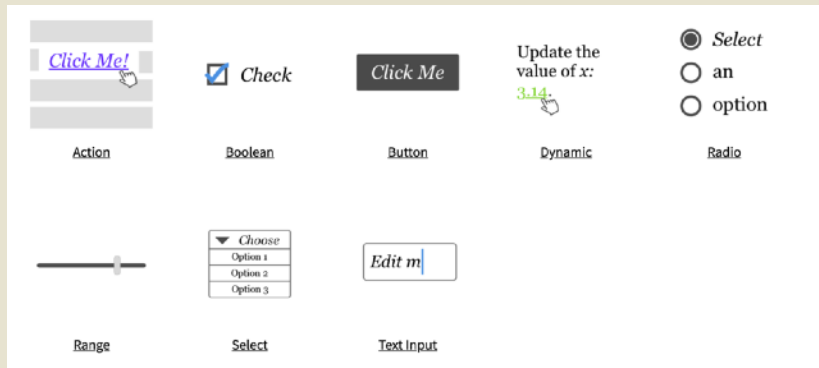 Click Me!
Check
Click Me
Update the
value of x:
3.14.
Select
an
option
Action
Boolean
Button
Dynamic
Radio
Choose
Option 1
Option 2
Option 3
Edit m
Range
Select
Text Input